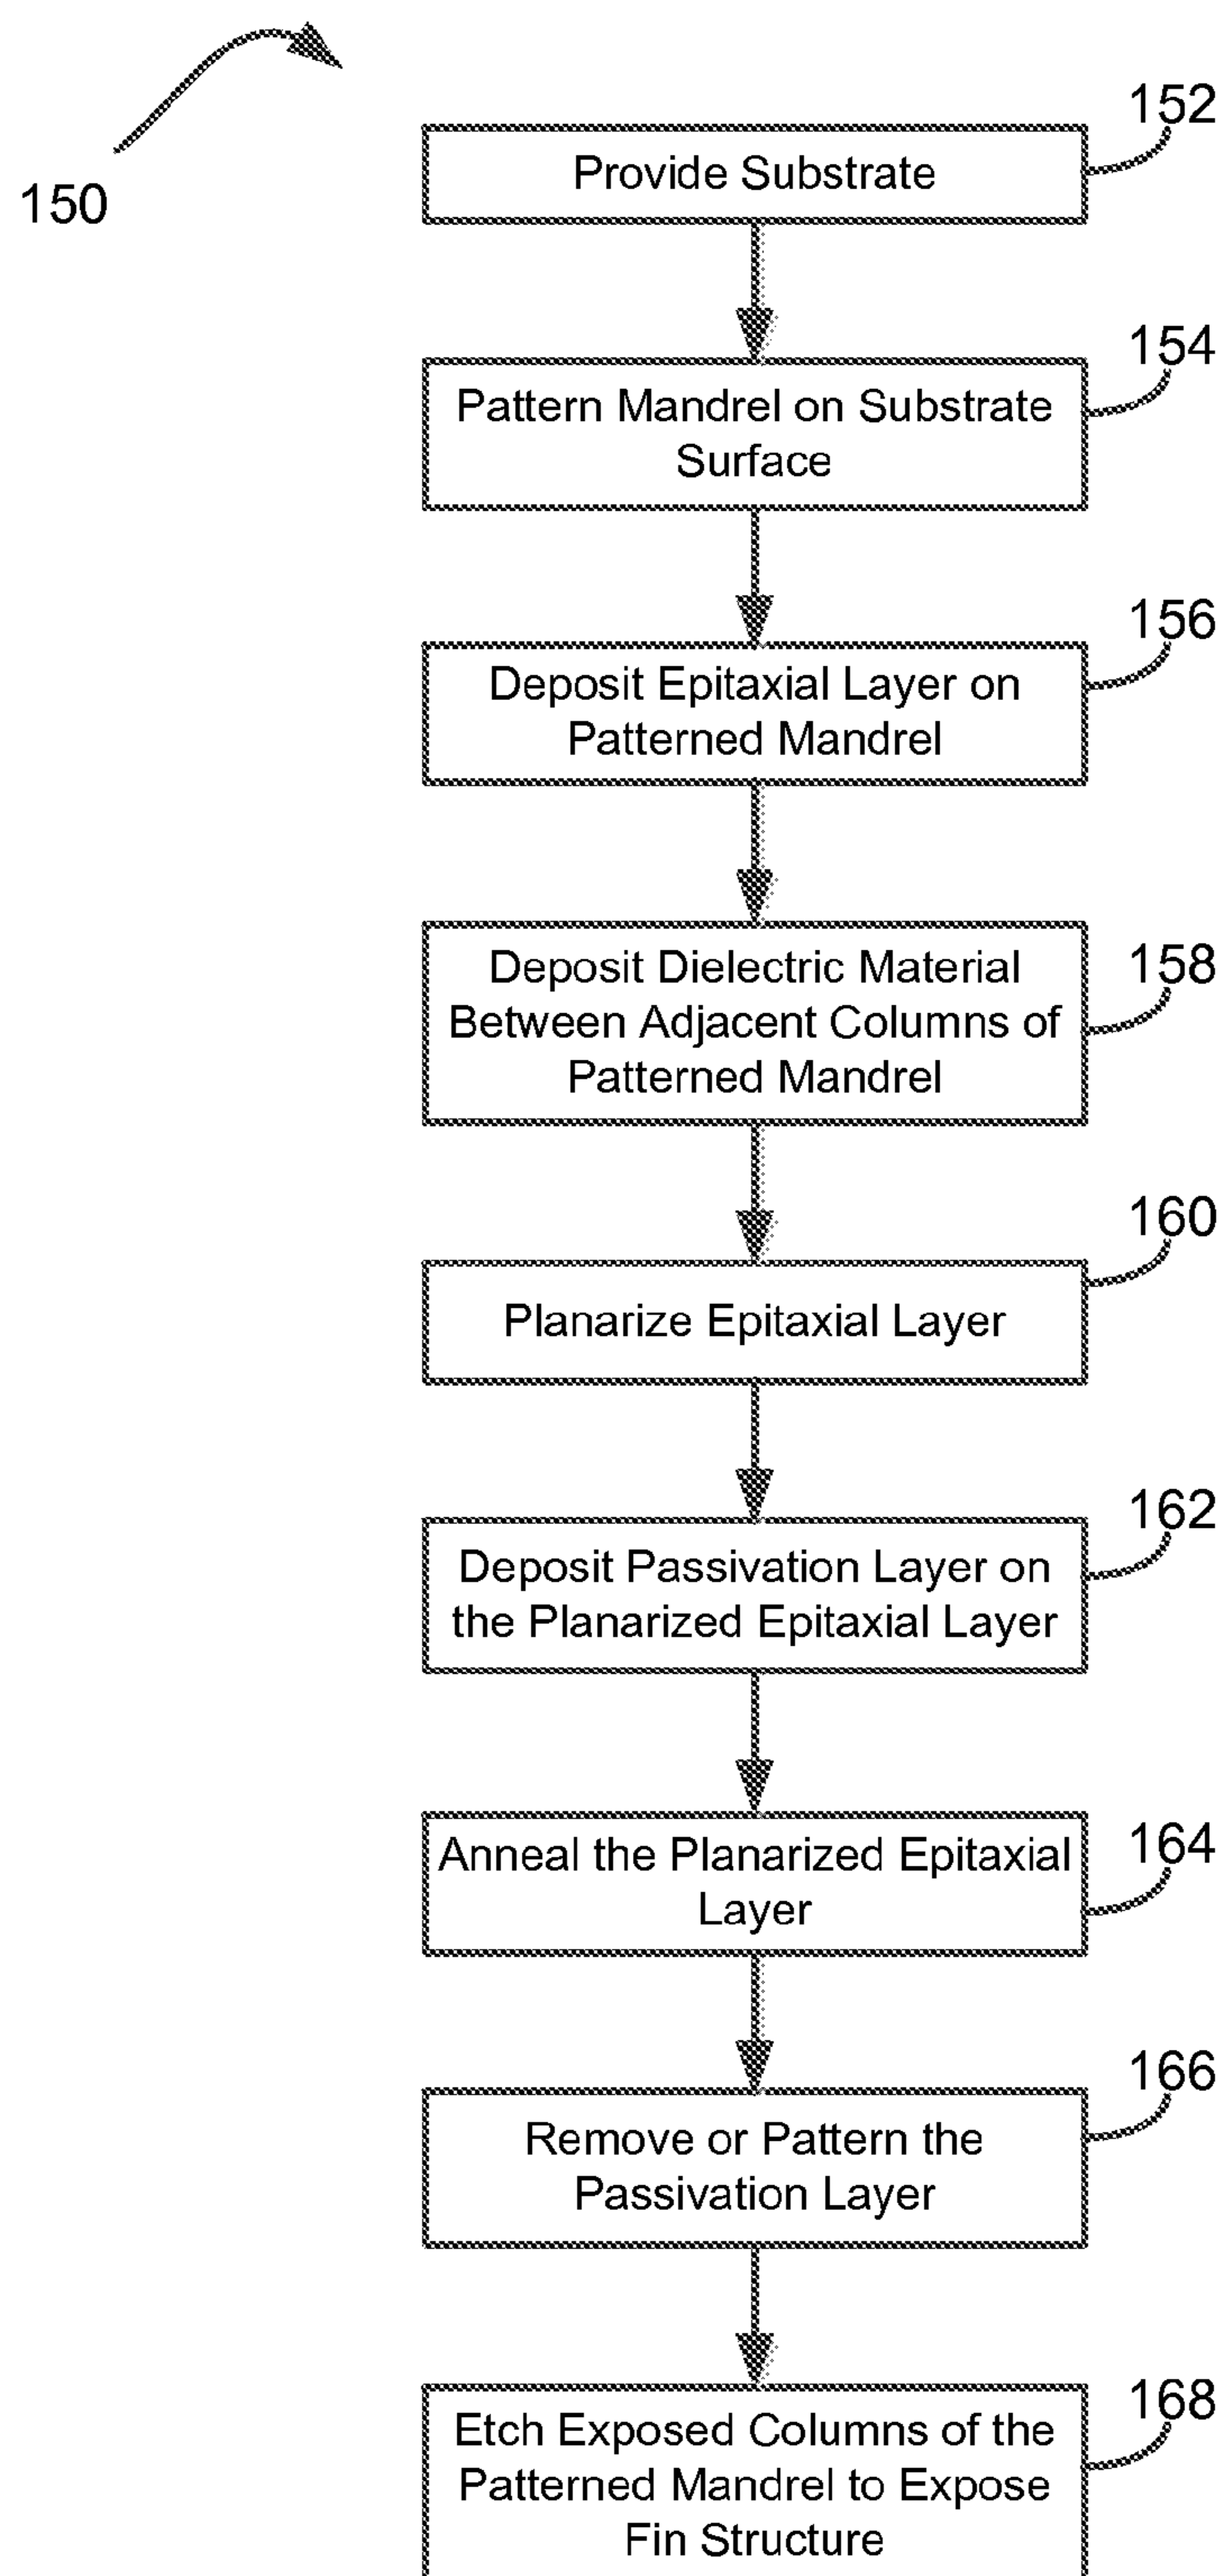 150
152
Provide Substrate
154
Pattern Mandrel on Substrate
Surface
156
Deposit Epitaxial Layer on
Patterned Mandrel
158
Deposit Dielectric Material
Between Adjacent Columns of
Patterned Mandrel
160
Planarize Epitaxial Layer
162
Deposit Passivation Layer on
the Planarized Epitaxial Layer
164
Anneal the Planarized Epitaxial
Layer
166
Remove or Pattern the
Passivation Layer
168
Etch Exposed Columns of the
Patterned Mandrel to Expose
Fin Structure